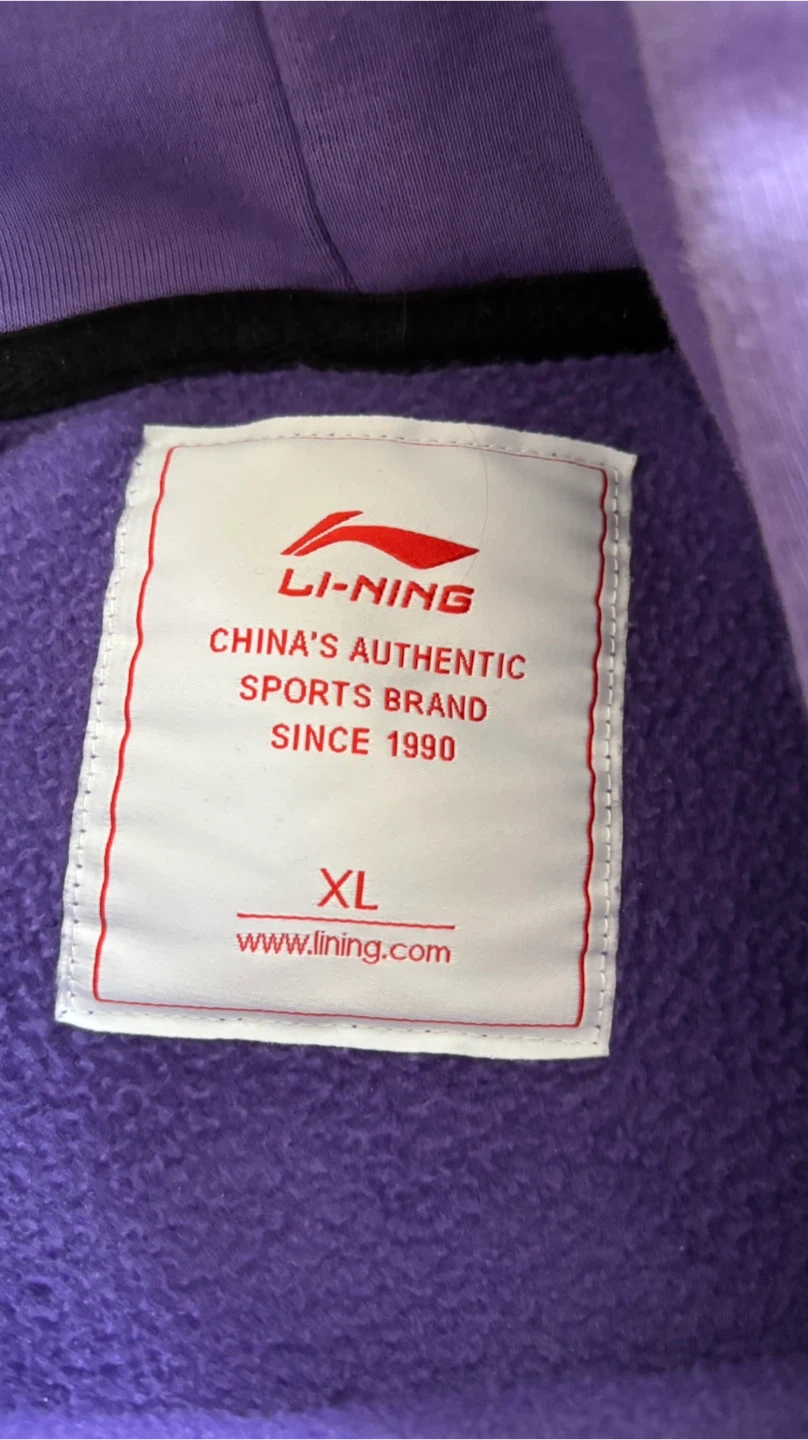 LI-NING
CHINA'S AUTHENTIC
SPORTS BRAND
SINCE 1990
XL
www.lining.com